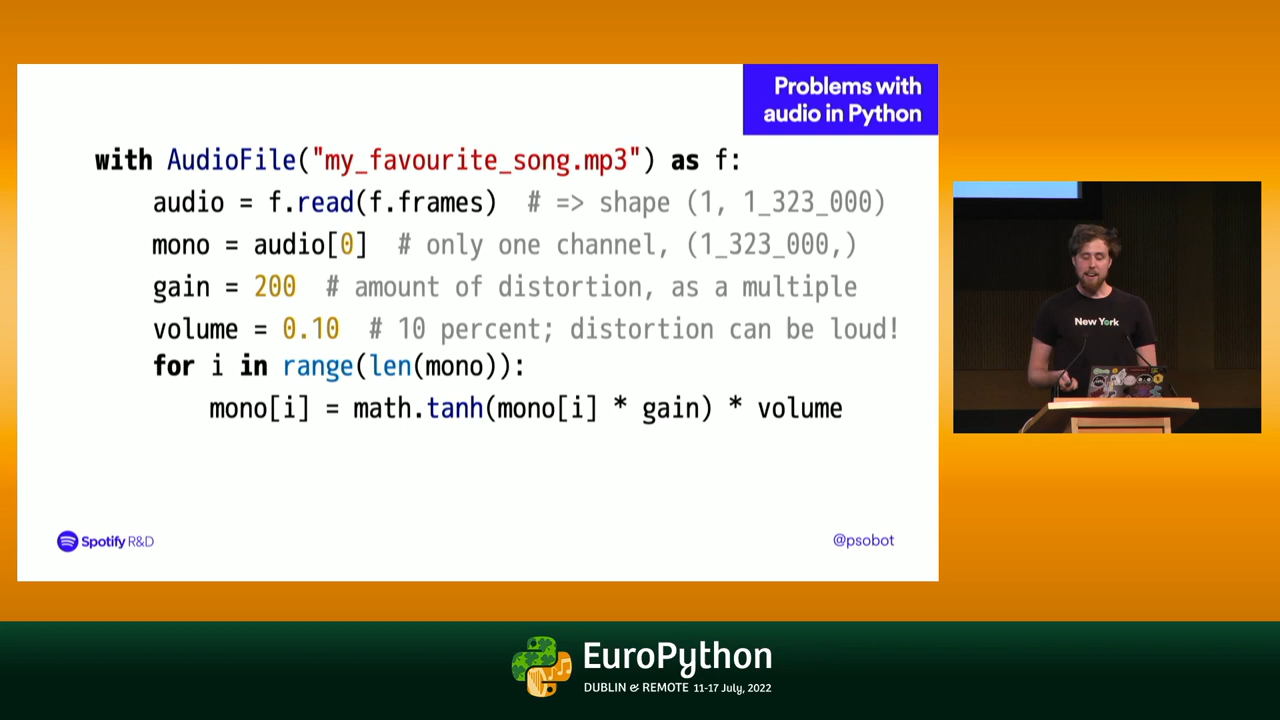 Problems with
audio in Python
with AudioFile("my_favourite_song.mp3") as f:
audio = f.read(f.frames)  # => shape (1, 1_323_000)
mono = audio[0]  # only one channel, (1_323_000,)
gain = 200  # amount of distortion, as a multiple
volume = 0.10  # 10 percent; distortion can be loud!
for i in range(len(mono)):
mono[i] = math.tanh(mono[i] * gain) * volume
Spotify R&D
@psobot
New York
EuroPython
DUBLIN & REMOTE 11-17 July, 2022